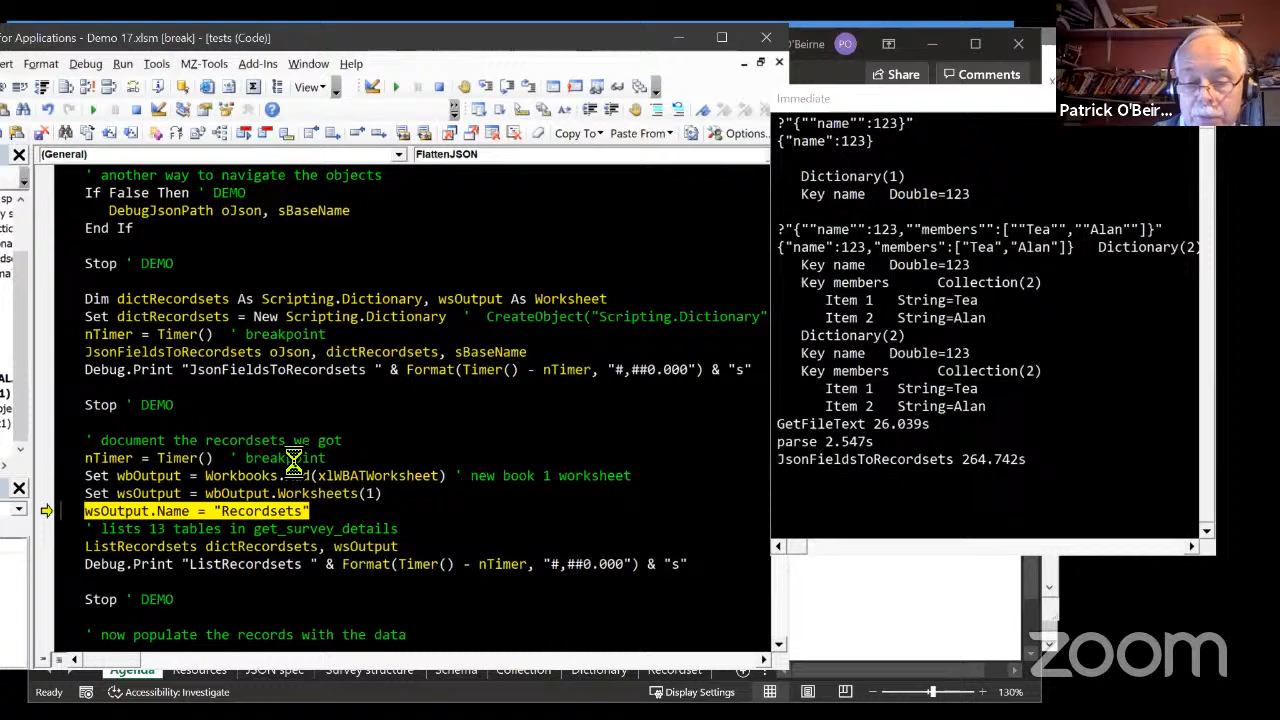 for Applications - Demo 17.xlsm [break] - [tests (Code)]
ert Format Debug Run Tools MZ-Tools Add-Ins Window Help
View
Copy To Paste From Options.
(General) FlattenJSON
' another way to navigate the objects
If False Then ' DEMO
DebugJsonPath oJson, sBaseName
End If
Stop ' DEMO
Dim dictRecordsets As Scripting.Dictionary, wsOutput As Worksheet
Set dictRecordsets = New Scripting.Dictionary ' CreateObject("Scripting.Dictionary"
nTimer = Timer() ' breakpoint
JsonFieldsToRecordsets oJson, dictRecordsets, sBaseName
Debug.Print "JsonFieldsToRecordsets " & Format(Timer() - nTimer, "#,##0.000") & "s"
Stop ' DEMO
' document the recordsets we got
nTimer = Timer() ' breakpoint
Set wbOutput = Workbooks. d(xlWBATWorksheet) ' new book 1 worksheet
Set wsOutput = wbOutput.Worksheets(1)
wsOutput.Name = "Recordsets"
' lists 13 tables in get_survey_details
ListRecordsets dictRecordsets, wsOutput
Debug.Print "ListRecordsets " & Format(Timer() - nTimer, "#,##0.000") & "s"
Stop ' DEMO
' now populate the records with the data
O'Beirne PO
Share Comments
Immediate
?"{""name"":123}"
{"name":123}
Dictionary(1)
Key name Double=123
?"{""name"":123,""members"":[""Tea"",""Alan""]}"
{"name":123,"members":["Tea","Alan"]} Dictionary(2)
Key name Double=123
Key members Collection(2)
Item 1 String=Tea
Item 2 String=Alan
Dictionary(2)
Key name Double=123
Key members Collection(2)
Item 1 String=Tea
Item 2 String=Alan
GetFileText 26.039s
parse 2.547s
JsonFieldsToRecordsets 264.742s
Patrick O'Beir...
Agenda Resources JSON spec Survey structure Schema Collection Dictionary Recordset
Ready Accessibility: Investigate Display Settings 130%
zoom